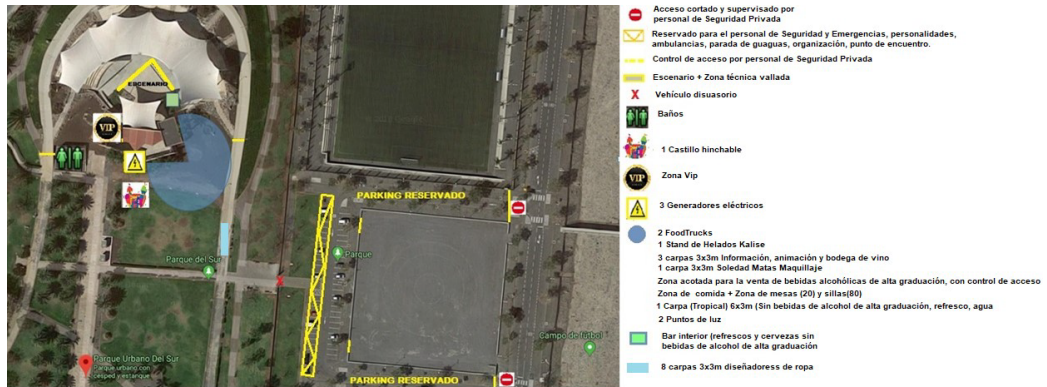 ESCENARIO
VIP
PARKING RESERVADO
Parque
Parque del Sur
Campo de fútbol
Parque Urbano Del Sur
Parque urbano con
césped y estanque
PARKING RESERVADO
Acceso cortado y supervisado por
personal de Seguridad Privada
Reservado para el personal de Seguridad y Emergencias, personalidades,
ambulancias, parada de guaguas, organización, punto de encuentro.
Control de acceso por personal de Seguridad Privada
Escenario + Zona técnica vallada
X Vehículo disuasorio
Baños
1 Castillo hinchable
VIP Zona Vip
3 Generadores eléctricos
2 FoodTrucks
1 Stand de Helados Kalise
3 carpas 3x3m Información, animación y bodega de vino
1 carpa 3x3m Soledad Matas Maquillaje
Zona acotada para la venta de bebidas alcohólicas de alta graduación, con control de acceso
Zona de comida + Zona de mesas (20) y sillas(80)
1 Carpa (Tropical) 6x3m (Sin bebidas de alcohol de alta graduación, refresco, agua
2 Puntos de luz
Bar interior (refrescos y cervezas sin
bebidas de alcohol de alta graduación
8 carpas 3x3m diseñadoress de ropa